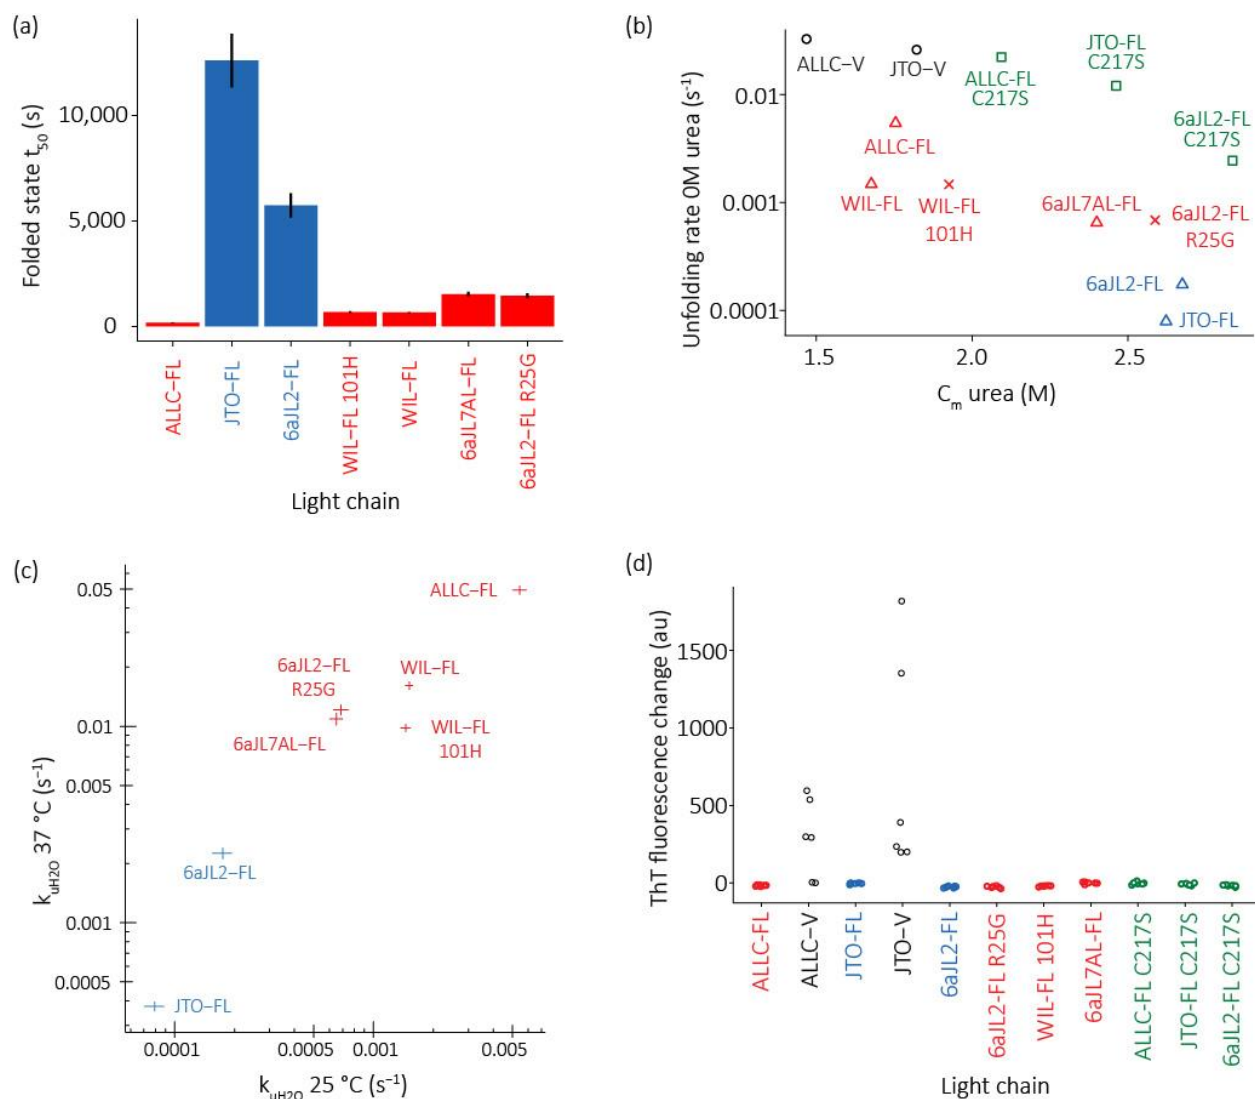 (a)
Folded state t50 (s)
10,000
5,000
0
ALLC–FL
JTO–FL
6aJL2–FL
WIL–FL 101H
WIL–FL
6aJL7AL–FL
6aJL2–FL R25G
Light chain
(b)
Unfolding rate 0M urea (s-1)
0.01
0.001
0.0001
ALLC–V
JTO–V
ALLC-FL
C217S
JTO-FL
C217S
6aJL2-FL
C217S
ALLC-FL
WIL-FL
WIL-FL
101H
6aJL7AL-FL
6aJL2-FL
R25G
6aJL2-FL
JTO-FL
1.5
2.0
2.5
Cm urea (M)
(c)
kuH2O 37 °C (s–1)
0.05
0.01
0.005
0.001
0.0005
ALLC–FL
6aJL2–FL
R25G
WIL–FL
6aJL7AL–FL
WIL–FL
101H
6aJL2–FL
JTO–FL
0.0001
0.0005
0.001
0.005
kuH2O 25 °C (s–1)
(d)
ThT fluorescence change (au)
1500
1000
500
0
ALLC-FL
ALLC–V
JTO-FL
JTO–V
6aJL2-FL
6aJL2-FL R25G
WIL-FL 101H
6aJL7AL-FL
ALLC-FL C217S
JTO-FL C217S
6aJL2-FL C217S
Light chain